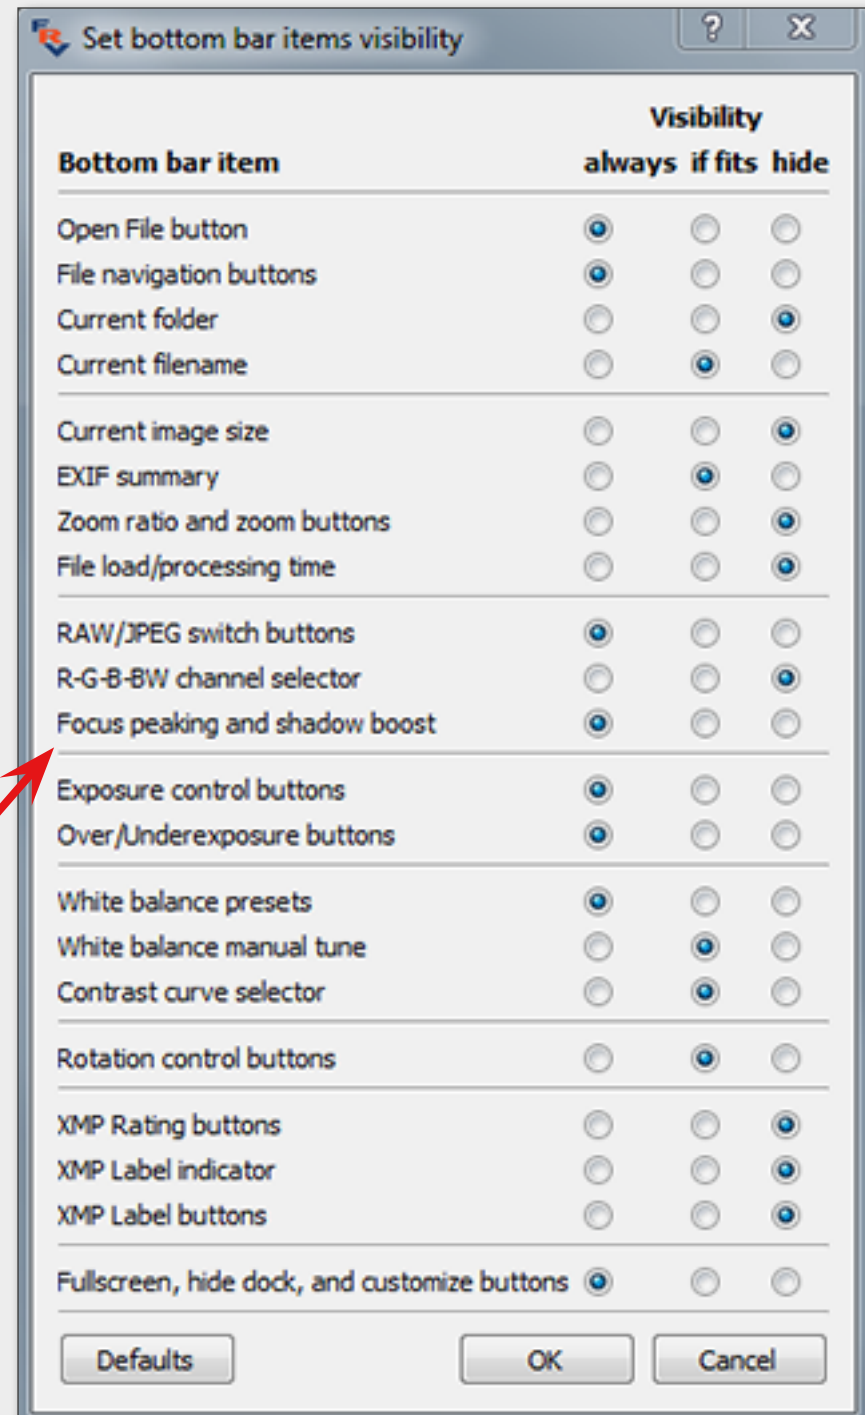 FRV
Set bottom bar items visibility
?
Visibility
Bottom bar item always if fits hide
Open File button
File navigation buttons
Current folder
Current filename
Current image size
EXIF summary
Zoom ratio and zoom buttons
File load/processing time
RAW/JPEG switch buttons
R-G-B-BW channel selector
Focus peaking and shadow boost
Exposure control buttons
Over/Underexposure buttons
White balance presets
White balance manual tune
Contrast curve selector
Rotation control buttons
XMP Rating buttons
XMP Label indicator
XMP Label buttons
Fullscreen, hide dock, and customize buttons
Defaults OK Cancel